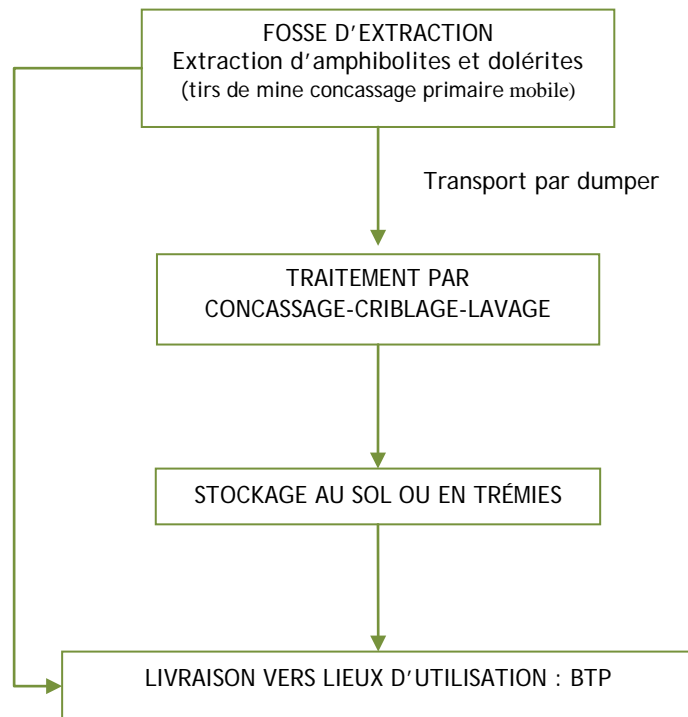 FOSSE D’EXTRACTION
Extraction d’amphibolites et dolérites
(tirs de mine concassage primaire mobile)
Transport par dumper
TRAITEMENT PAR
CONCASSAGE-CRIBLAGE-LAVAGE
STOCKAGE AU SOL OU EN TRÉMIES
LIVRAISON VERS LIEUX D’UTILISATION : BTP